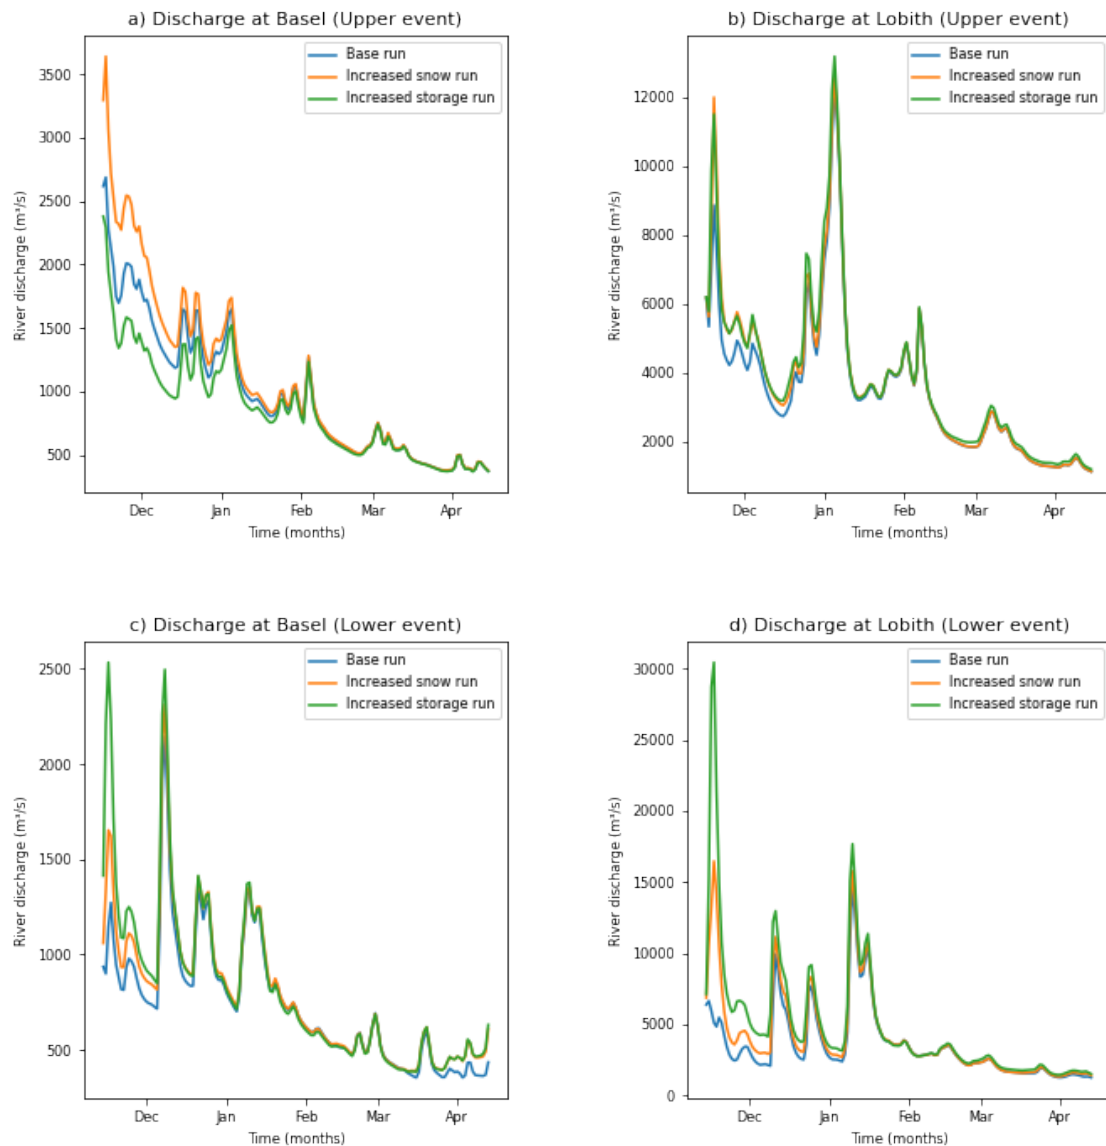 a) Discharge at Basel (Upper event)
Base run
Increased snow run
Increased storage run
3500
3000
2500
2000
1500
1000
500
River discharge (m³/s)
Dec Jan Feb Mar Apr
Time (months)
b) Discharge at Lobith (Upper event)
Base run
Increased snow run
Increased storage run
12000
10000
8000
6000
4000
2000
River discharge (m³/s)
Dec Jan Feb Mar Apr
Time (months)
c) Discharge at Basel (Lower event)
Base run
Increased snow run
Increased storage run
2500
2000
1500
1000
500
River discharge (m³/s)
Dec Jan Feb Mar Apr
Time (months)
d) Discharge at Lobith (Lower event)
Base run
Increased snow run
Increased storage run
30000
25000
20000
15000
10000
5000
0
River discharge (m³/s)
Dec Jan Feb Mar Apr
Time (months)